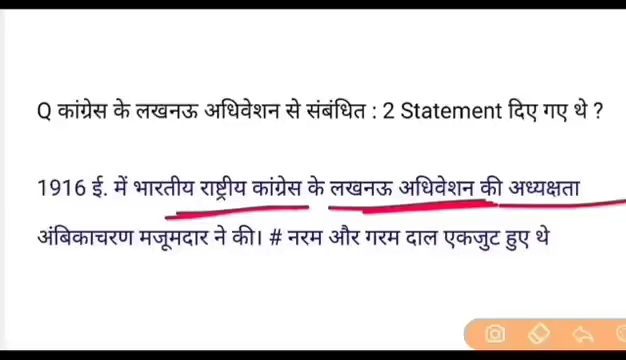 Q कांग्रेस के लखनऊ अधिवेशन से संबंधित : 2 Statement दिए गए थे ?
1916 ई. में भारतीय राष्ट्रीय कांग्रेस के लखनऊ अधिवेशन की अध्यक्षता
अंबिकाचरण मजूमदार ने की। # नरम और गरम दाल एकजुट हुए थे